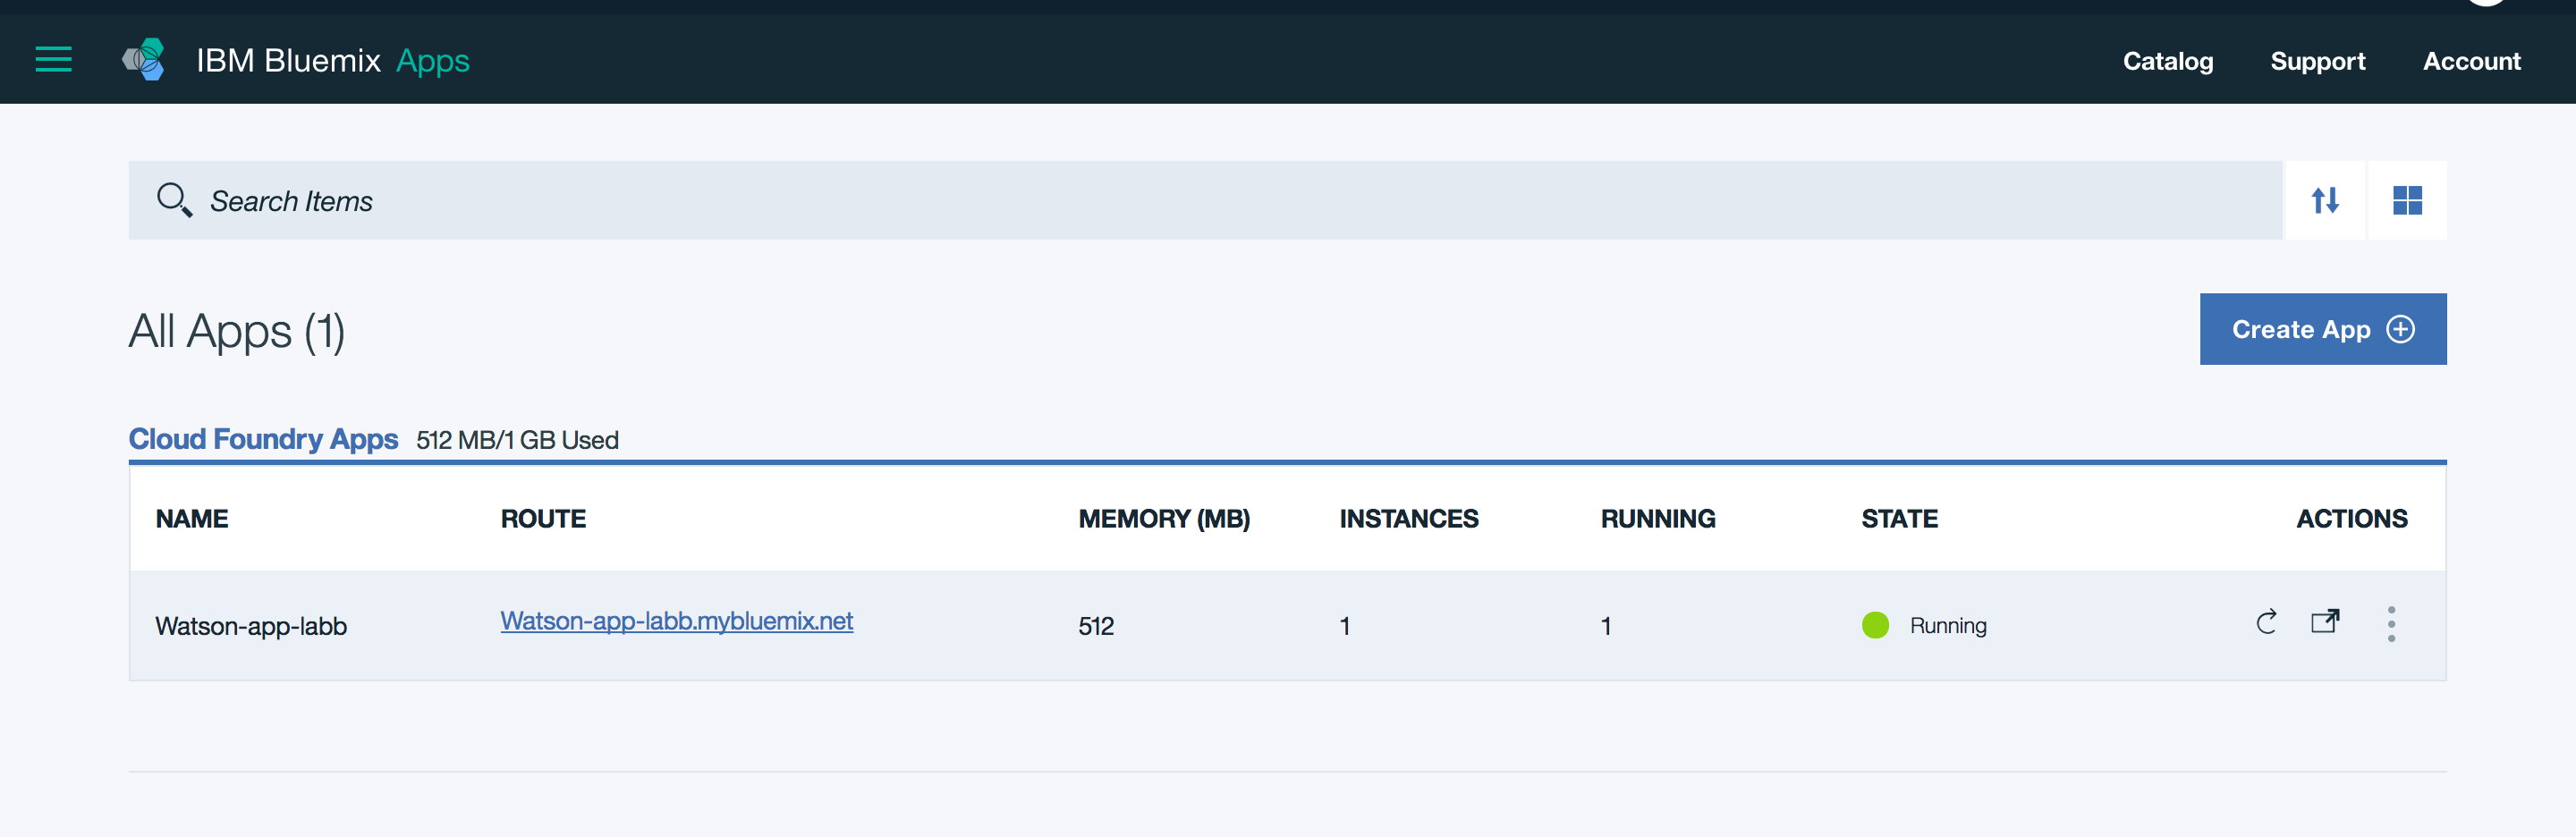 IBM Bluemix Apps Catalog Support Account
Search Items
All Apps (1) Create App
Cloud Foundry Apps 512 MB/1 GB Used
NAME ROUTE MEMORY (MB) INSTANCES RUNNING STATE ACTIONS
Watson-app-labb Watson-app-labb.mybluemix.net 512 1 1 Running